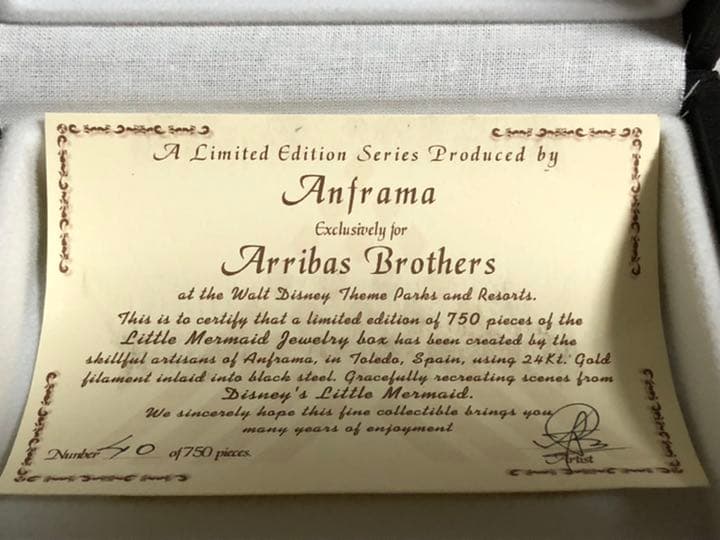 A Limited Edition Series Produced by
Anframa
Exclusively for
Arribas Brothers
at the Walt Disney Theme Parks and Resorts.
This is to certify that a limited edition of 750 pieces of the
Little Mermaid Jewelry box has been created by the
skillful artisans of Anframa, in Toledo, Spain, using 24Kt. Gold
filament inlaid into black steel. Gracefully recreating scenes from
Disney's Little Mermaid.
We sincerely hope this fine collectible brings you
many years of enjoyment
Number 40 of 750 pieces.
Artist